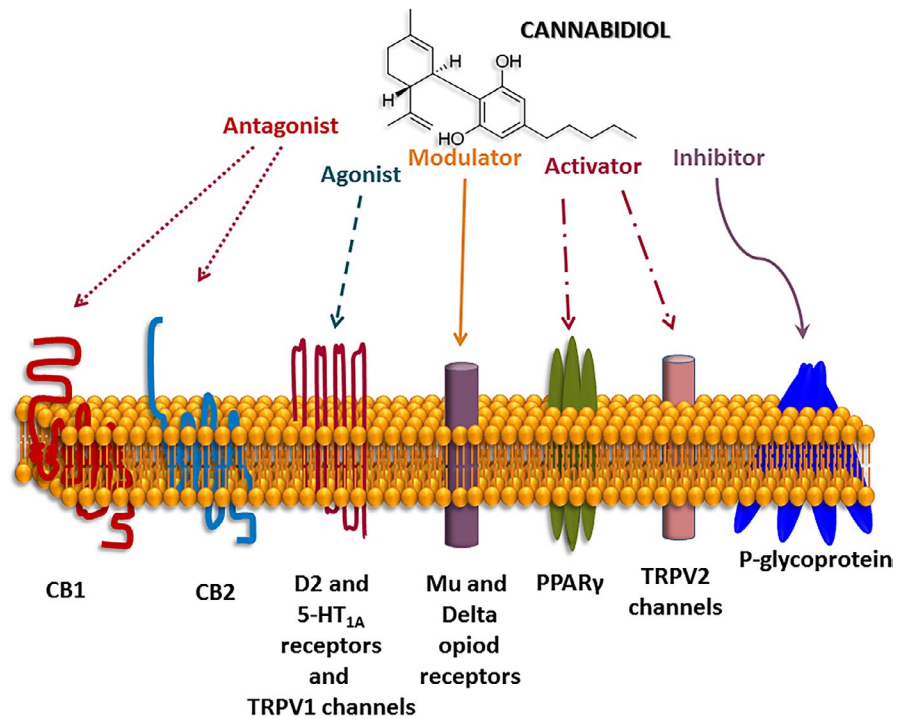 CANNABIDIOL
H
OH
H
HO
Antagonist
Agonist
Modulator
Activator
Inhibitor
CB1
CB2
D2 and
5-HT1A
receptors
and
TRPV1 channels
Mu and
Delta
opiod
receptors
PPARγ
TRPV2
channels
P-glycoprotein